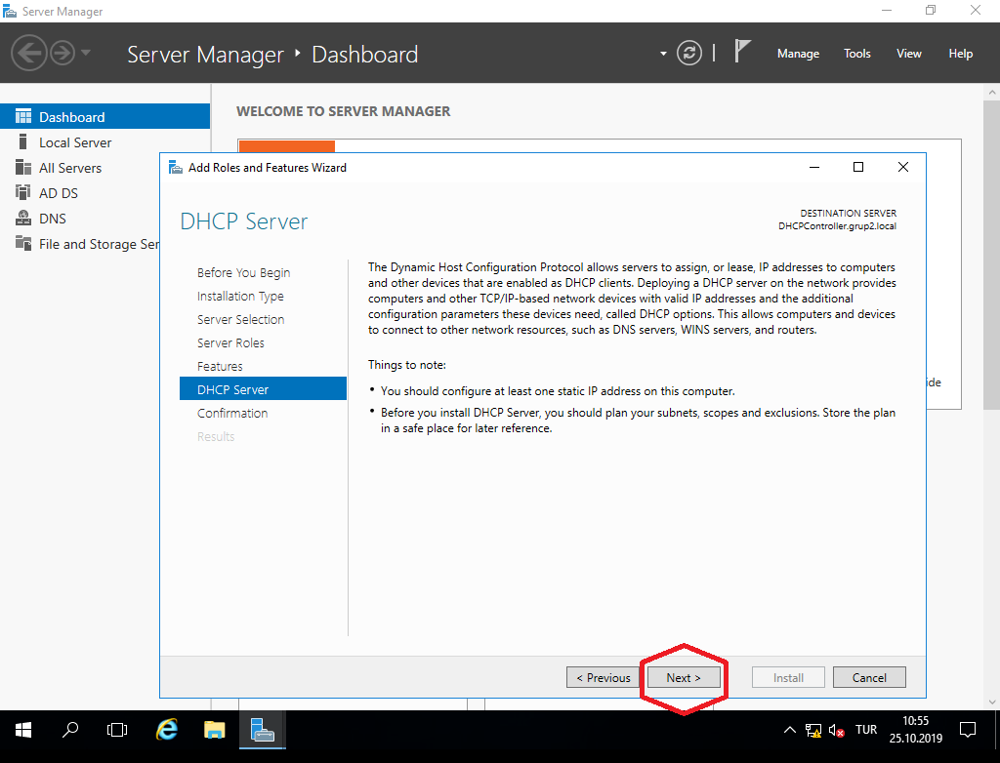 Server Manager
Server Manager ‣ Dashboard
Manage
Tools
View
Help
Dashboard
Local Server
All Servers
AD DS
DNS
File and Storage Ser
WELCOME TO SERVER MANAGER
Add Roles and Features Wizard
DHCP Server
DESTINATION SERVER
DHCPController.grup2.local
Before You Begin
Installation Type
Server Selection
Server Roles
Features
DHCP Server
Confirmation
Results
The Dynamic Host Configuration Protocol allows servers to assign, or lease, IP addresses to computers
and other devices that are enabled as DHCP clients. Deploying a DHCP server on the network provides
computers and other TCP/IP-based network devices with valid IP addresses and the additional
configuration parameters these devices need, called DHCP options. This allows computers and devices
to connect to other network resources, such as DNS servers, WINS servers, and routers.
Things to note:
• You should configure at least one static IP address on this computer.
• Before you install DHCP Server, you should plan your subnets, scopes and exclusions. Store the plan
in a safe place for later reference.
ide
< Previous
Next >
Install
Cancel
TUR
10:55
25.10.2019